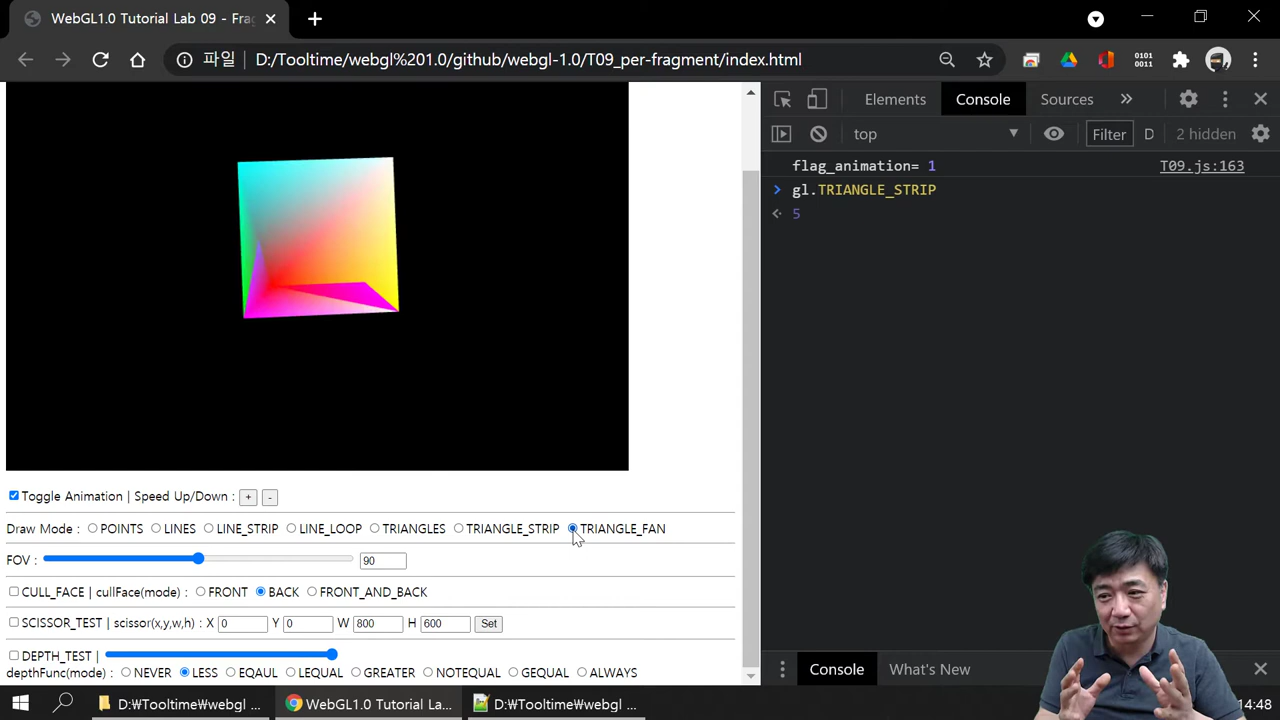 WebGL1.0 Tutorial Lab 09 - Fra
파일 D:/Tooltime/webgl%201.0/github/webgl-1.0/T09_per-fragment/index.html
0101
0011
Elements Console Sources
top Filter D 2 hidden
flag_animation= 1 T09.js:163
gl.TRIANGLE_STRIP
5
Toggle Animation | Speed Up/Down : + -
Draw Mode : POINTS LINES LINE_STRIP LINE_LOOP TRIANGLES TRIANGLE_STRIP TRIANGLE_FAN
FOV : 90
CULL_FACE | cullFace(mode) : FRONT BACK FRONT_AND_BACK
SCISSOR_TEST | scissor(x,y,w,h) : X 0 Y 0 W 800 H 600 Set
DEPTH_TEST |
depthFunc(mode) : NEVER LESS EQAUL LEQUAL GREATER NOTEQUAL GEQUAL ALWAYS
Console What's New
D:₩Tooltime₩webgl ... WebGL1.0 Tutorial La... D:₩Tooltime₩webgl ... 14:48